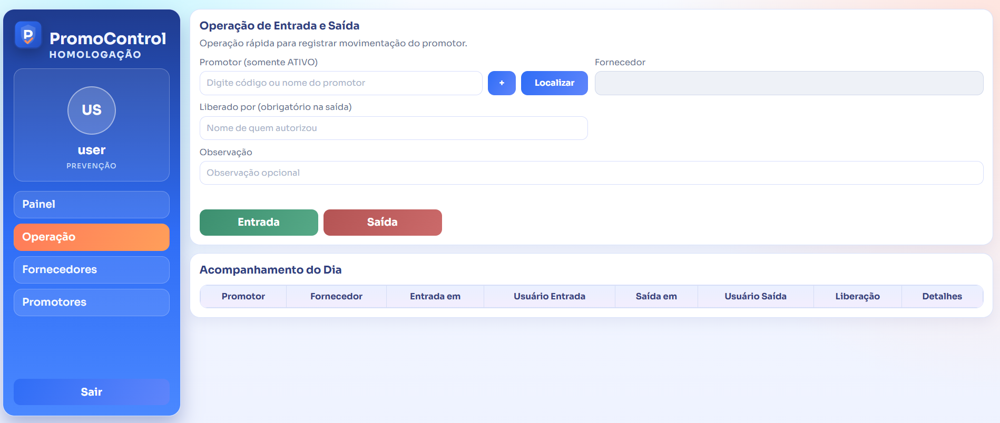 P
PromoControl
HOMOLOGAÇÃO
US
user
PREVENÇÃO
Painel
Operação
Fornecedores
Promotores
Sair
Operação de Entrada e Saída
Operação rápida para registrar movimentação do promotor.
Promotor (somente ATIVO)
Fornecedor
Digite código ou nome do promotor
+
Localizar
Liberado por (obrigatório na saída)
Nome de quem autorizou
Observação
Observação opcional
Entrada
Saída
Acompanhamento do Dia
Promotor Fornecedor Entrada em Usuário Entrada Saída em Usuário Saída Liberação Detalhes